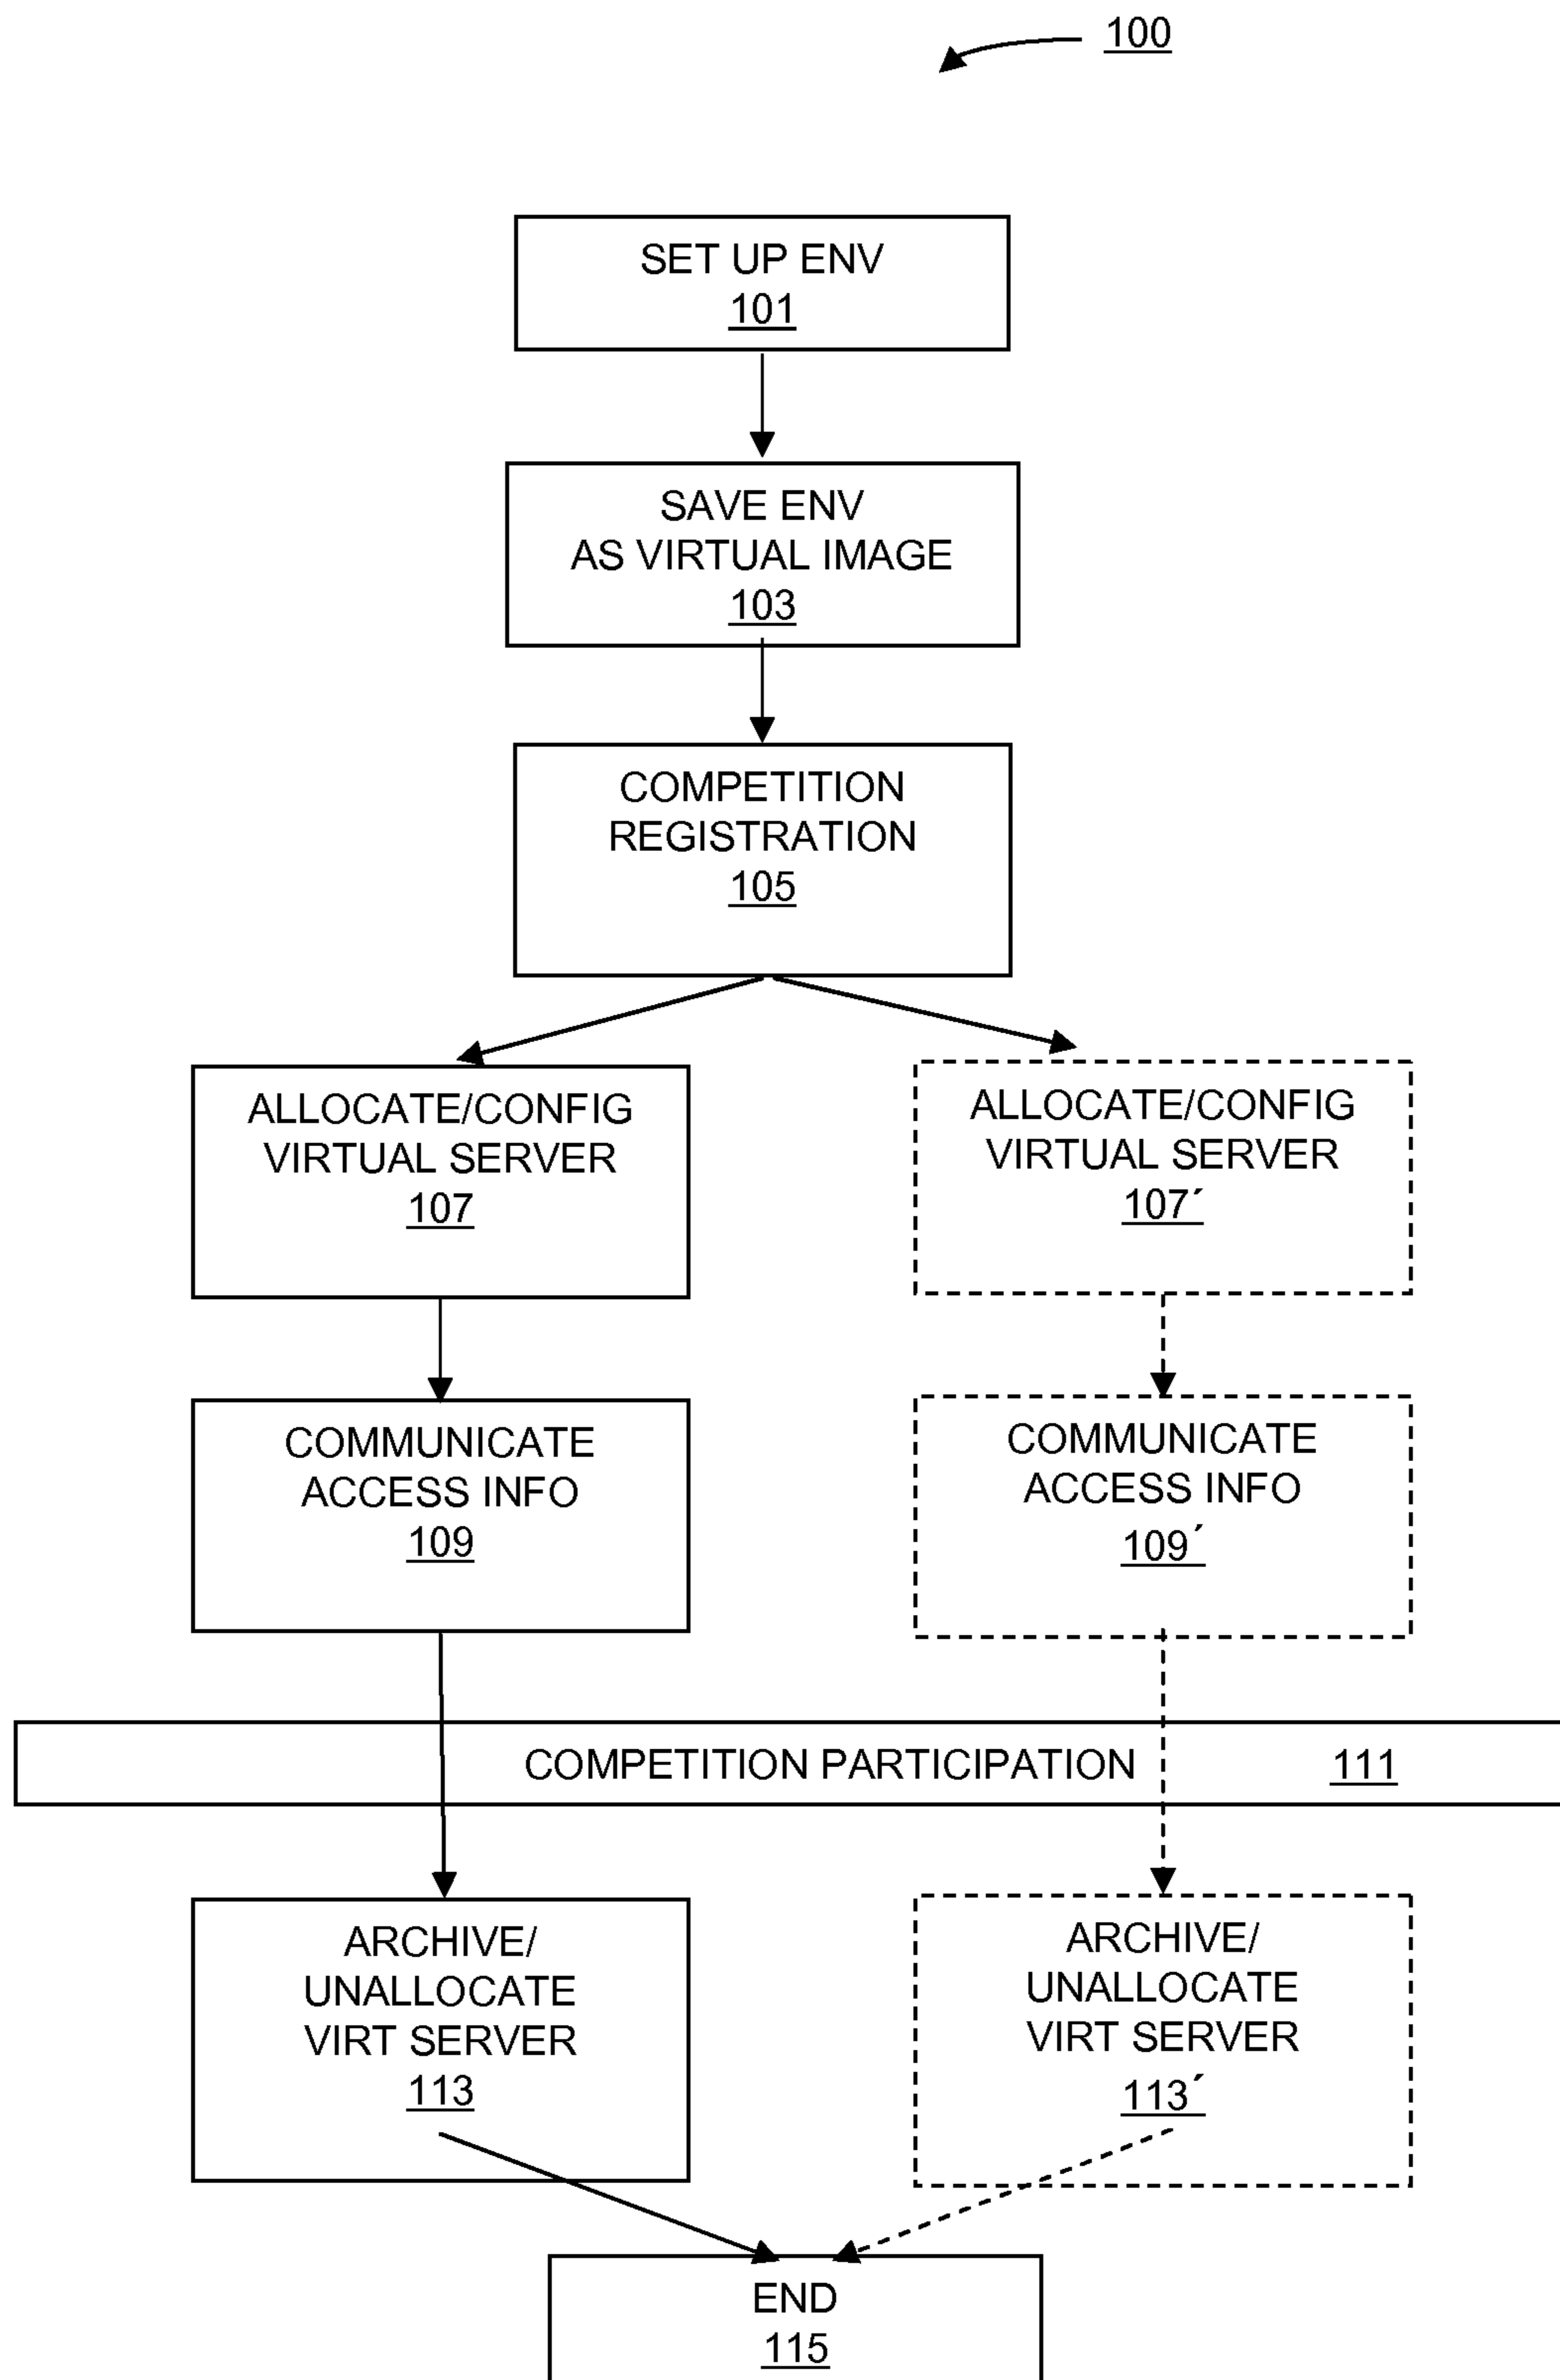 100
SET UP ENV
101
SAVE ENV
AS VIRTUAL IMAGE
103
COMPETITION
REGISTRATION
105
ALLOCATE/CONFIG
VIRTUAL SERVER
107
ALLOCATE/CONFIG
VIRTUAL SERVER
107´
COMMUNICATE
ACCESS INFO
109
COMMUNICATE
ACCESS INFO
109´
COMPETITION PARTICIPATION 111
ARCHIVE/
UNALLOCATE
VIRT SERVER
113
ARCHIVE/
UNALLOCATE
VIRT SERVER
113´
END
115